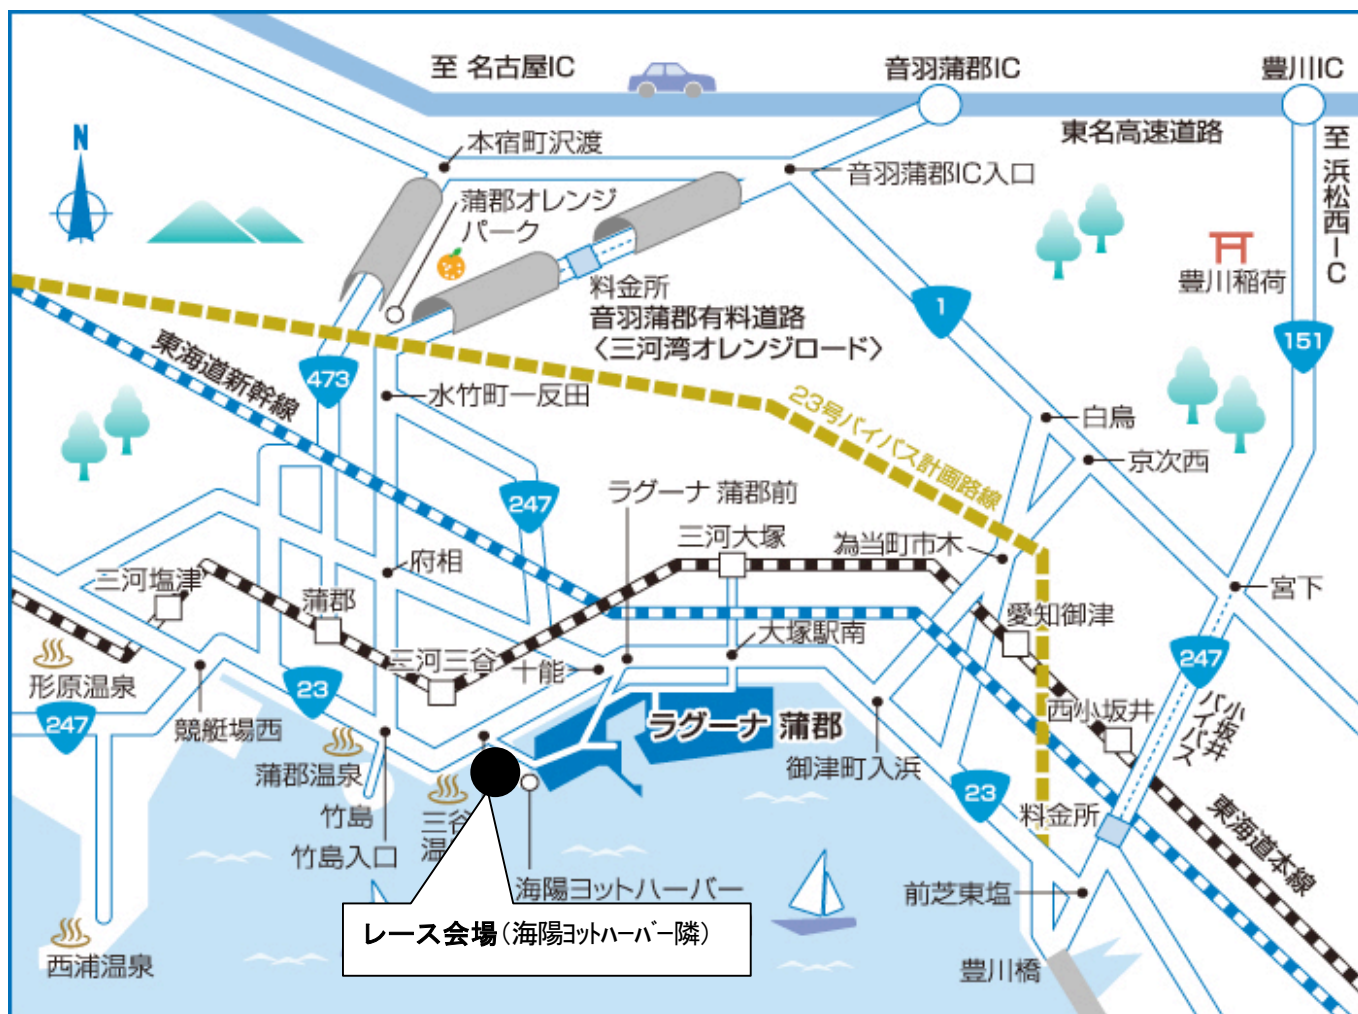 至 名古屋IC
音羽蒲郡IC
豊川IC
東名高速道路
至 浜松西IC
N
本宿町沢渡
音羽蒲郡IC入口
蒲郡オレンジ
パーク
豊川稲荷
料金所
音羽蒲郡有料道路
〈三河湾オレンジロード〉
1
151
東海道新幹線
473
水竹町一反田
23号バイパス計画路線
白鳥
京次西
247
ラグーナ 蒲郡前
三河大塚
為当町市木
府相
三河塩津
蒲郡
宮下
愛知御津
大塚駅南
三河三谷
十能
形原温泉
23
247
247
小坂井
バイパス
西小坂井
競艇場西
ラグーナ 蒲郡
蒲郡温泉
御津町入浜
23
竹島
三谷
温
料金所
竹島入口
東海道本線
海陽ヨットハーバー
前芝東塩
レース会場(海陽ﾖｯﾄﾊｰﾊﾞｰ隣)
西浦温泉
豊川橋